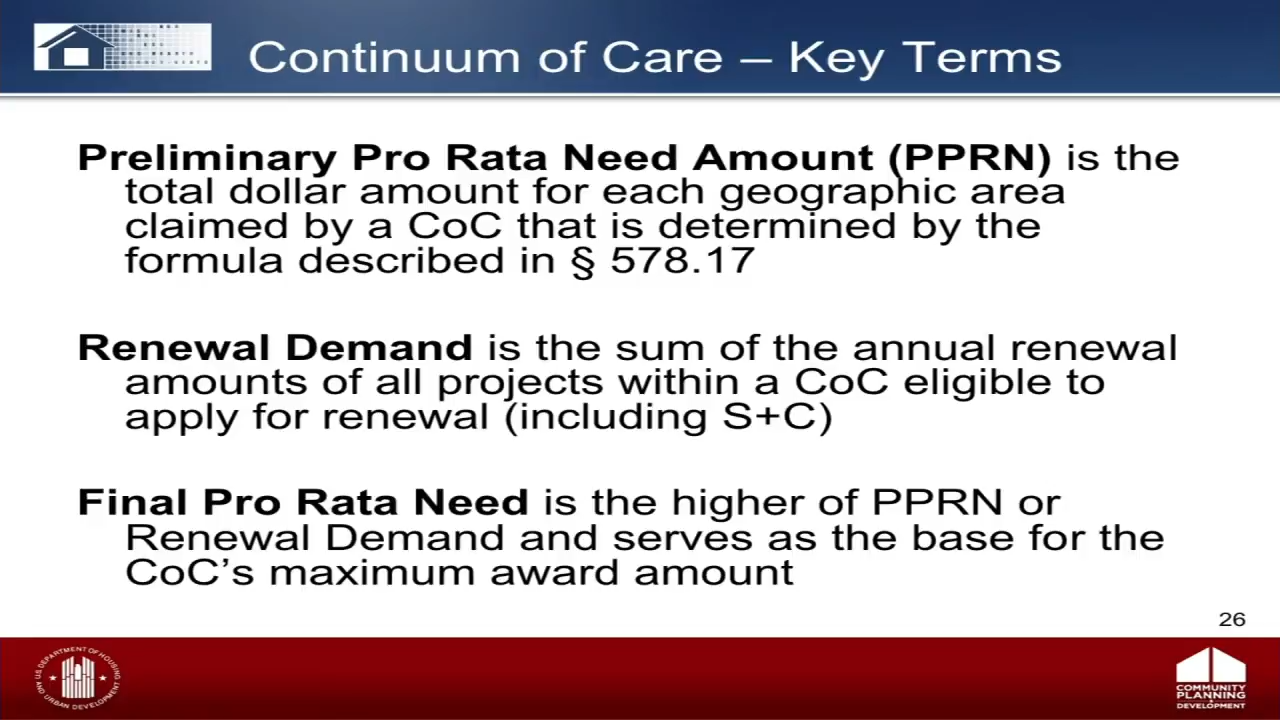 Continuum of Care – Key Terms
Preliminary Pro Rata Need Amount (PPRN) is the
total dollar amount for each geographic area
claimed by a CoC that is determined by the
formula described in § 578.17
Renewal Demand is the sum of the annual renewal
amounts of all projects within a CoC eligible to
apply for renewal (including S+C)
Final Pro Rata Need is the higher of PPRN or
Renewal Demand and serves as the base for the
CoC’s maximum award amount
26
U.S. DEPARTMENT OF HOUSING
AND URBAN DEVELOPMENT
COMMUNITY
PLANNING
DEVELOPMENT